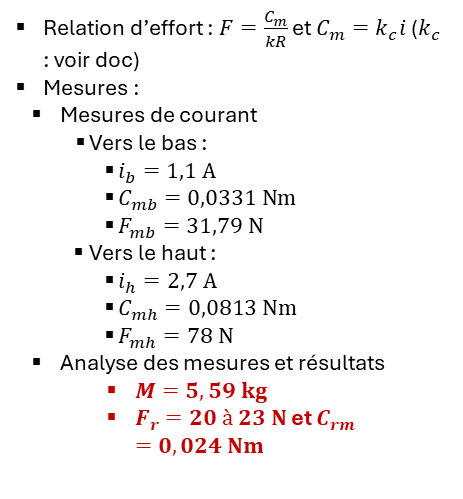 ▪ Relation d’effort : F = C_m/kR et C_m = k_c i (k_c
: voir doc)
▪ Mesures :
▪ Mesures de courant
▪ Vers le bas :
▪ i_b = 1,1 A
▪ C_mb = 0,0331 Nm
▪ F_mb = 31,79 N
▪ Vers le haut :
▪ i_h = 2,7 A
▪ C_mh = 0,0813 Nm
▪ F_mh = 78 N
▪ Analyse des mesures et résultats
▪ M = 5,59 kg
▪ F_r = 20 à 23 N et C_rm
= 0,024 Nm